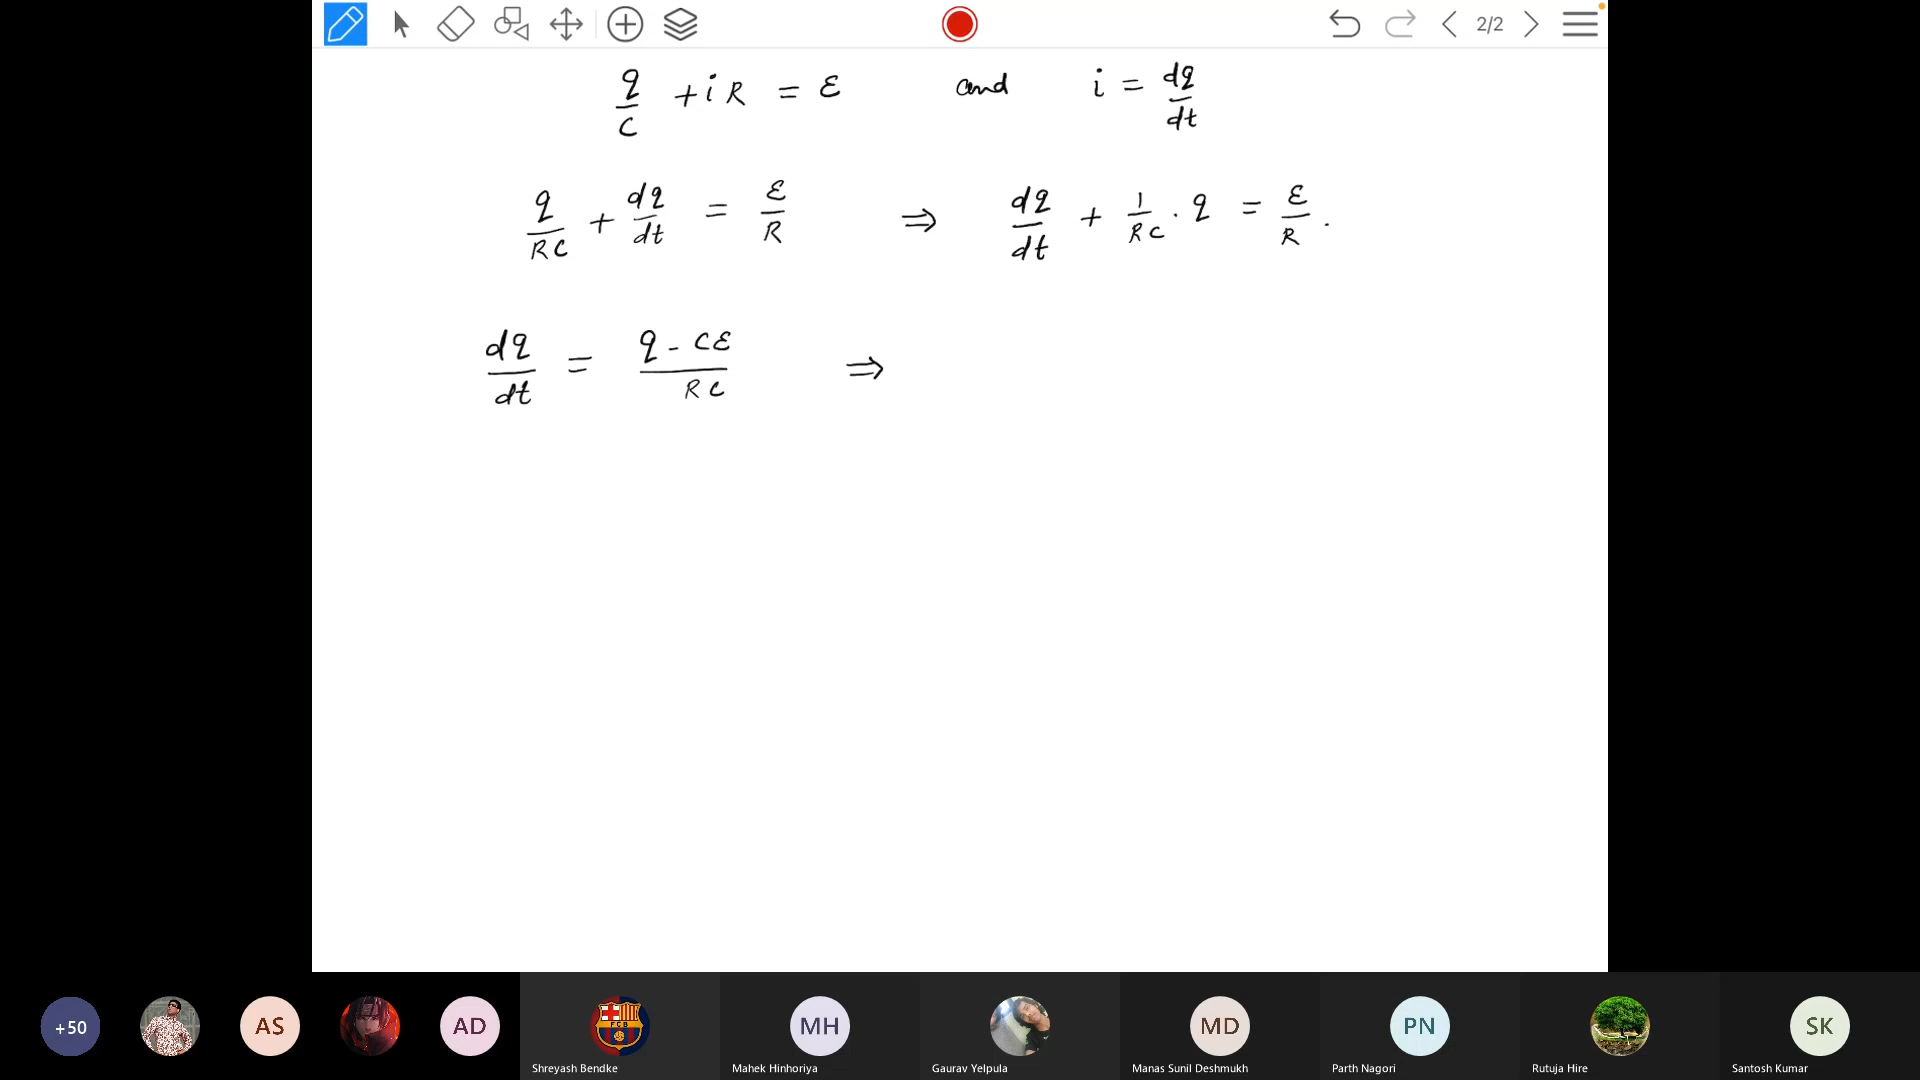 2/2
q/C + iR = ε and i = dq/dt
q/RC + dq/dt = ε/R ⇒ dq/dt + 1/RC · q = ε/R .
dq/dt = q - Cε/RC ⇒
+50 AS AD FCB MH MD PN SK
Shreyash Bendke Mahek Hinhoriya Gaurav Yelpula Manas Sunil Deshmukh Parth Nagori Rutuja Hire Santosh Kumar